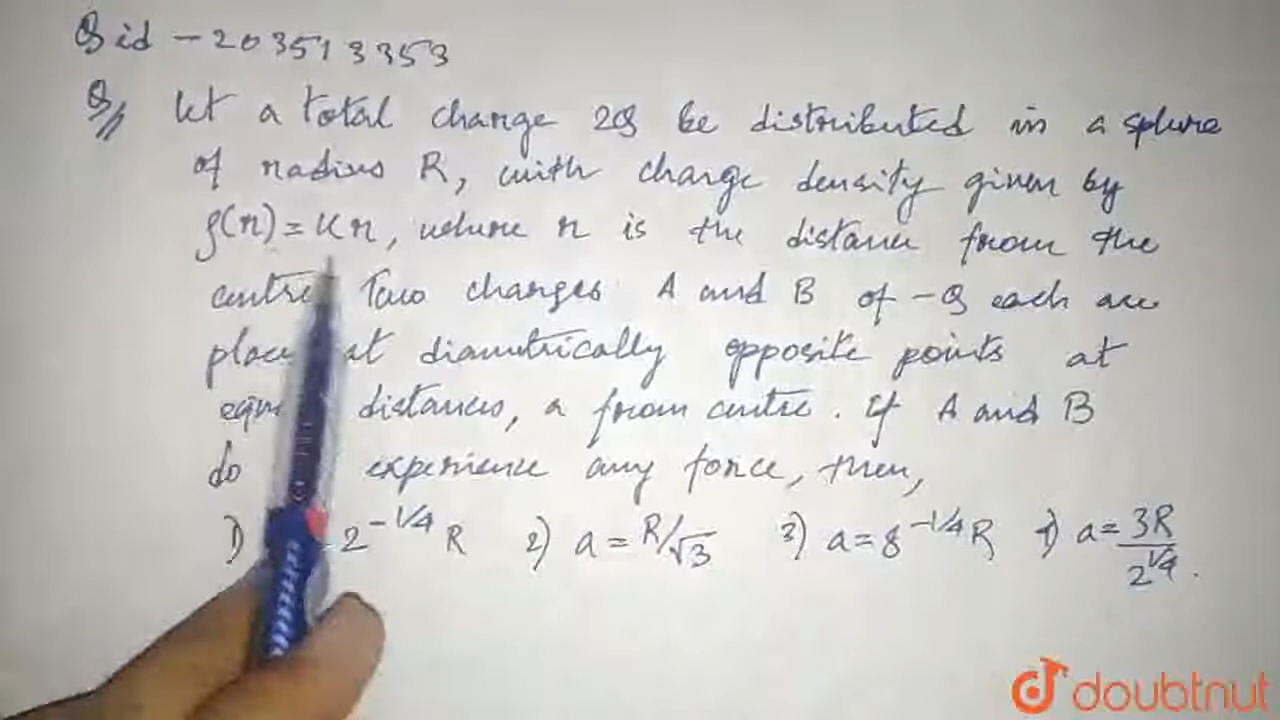 Q id - 203513353
Q// Let a total charge 2Q be distributed in a sphere
of radius R, with charge density given by
ρ(r) = Kr, where r is the distance from the
centre Two charges A and B of -Q each are
place at diametrically opposite points at
equ distances, a from centre. If A and B
do experience any force, then,
1) 2^{-1/4} R 2) a = R/√3 3) a = 8^{-1/4} R 4) a = 3R/2^{1/4}.
doubtnut